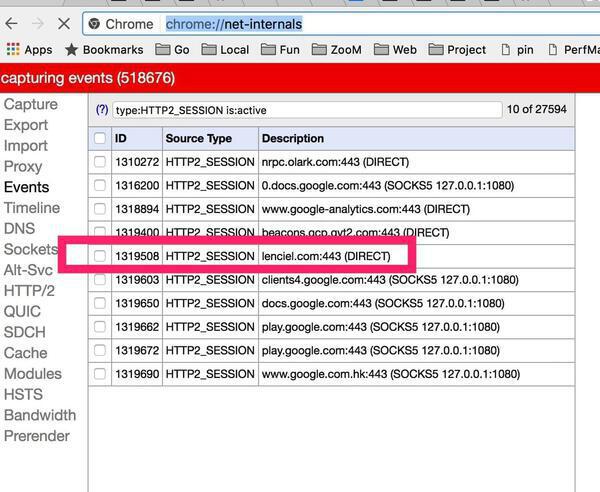 Chrome chrome://net-internals
Apps Bookmarks Go Local Fun ZooM Web Project pin PerfMa
capturing events (518676)
Capture
Export
Import
Proxy
Events
Timeline
DNS
Sockets
Alt-Svc
HTTP/2
QUIC
SDCH
Cache
Modules
HSTS
Bandwidth
Prerender
(?) type:HTTP2_SESSION is:active 10 of 27594
ID Source Type Description
1310272 HTTP2_SESSION nrpc.olark.com:443 (DIRECT)
1316200 HTTP2_SESSION 0.docs.google.com:443 (SOCKS5 127.0.0.1:1080)
1318894 HTTP2_SESSION www.google-analytics.com:443 (DIRECT)
1319400 HTTP2_SESSION beacons.gcp.gvt2.com:443 (DIRECT)
1319508 HTTP2_SESSION lenciel.com:443 (DIRECT)
1319603 HTTP2_SESSION clients4.google.com:443 (SOCKS5 127.0.0.1:1080)
1319650 HTTP2_SESSION docs.google.com:443 (SOCKS5 127.0.0.1:1080)
1319662 HTTP2_SESSION play.google.com:443 (SOCKS5 127.0.0.1:1080)
1319672 HTTP2_SESSION play.google.com:443 (SOCKS5 127.0.0.1:1080)
1319690 HTTP2_SESSION www.google.com.hk:443 (SOCKS5 127.0.0.1:1080)